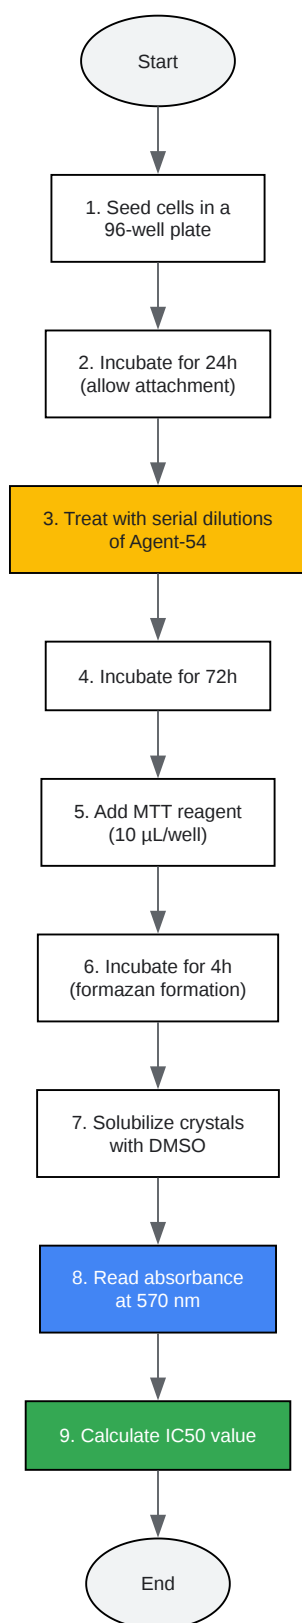 Start
1. Seed cells in a
96-well plate
2. Incubate for 24h
(allow attachment)
3. Treat with serial dilutions
of Agent-54
4. Incubate for 72h
5. Add MTT reagent
(10 µL/well)
6. Incubate for 4h
(formazan formation)
7. Solubilize crystals
with DMSO
8. Read absorbance
at 570 nm
9. Calculate IC50 value
End